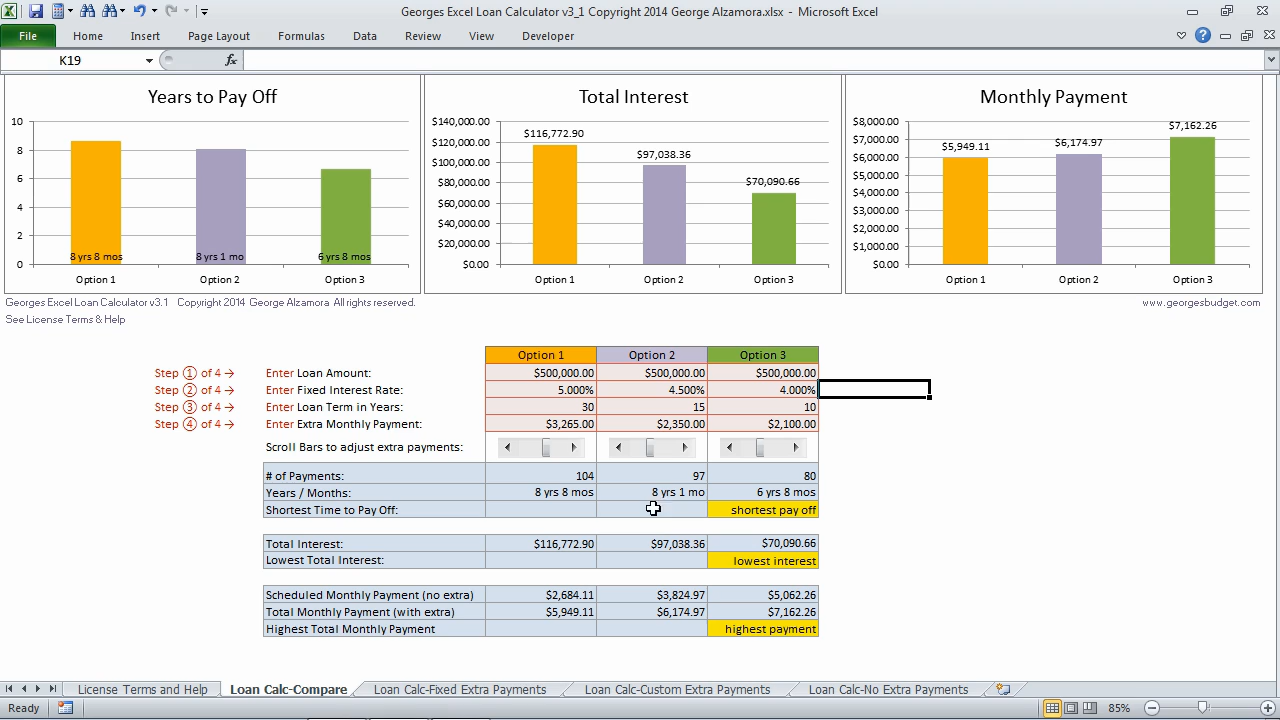 Georges Excel Loan Calculator v3_1 Copyright 2014 George Alzamora.xlsx - Microsoft Excel
File Home Insert Page Layout Formulas Data Review View Developer
K19 fx
Years to Pay Off
10
8
6
4
2
0
8 yrs 8 mos 8 yrs 1 mo 6 yrs 8 mos
Option 1 Option 2 Option 3
Total Interest
$140,000.00
$120,000.00
$100,000.00
$80,000.00
$60,000.00
$40,000.00
$20,000.00
$0.00
$116,772.90
$97,038.36
$70,090.66
Option 1 Option 2 Option 3
Monthly Payment
$8,000.00
$7,000.00
$6,000.00
$5,000.00
$4,000.00
$3,000.00
$2,000.00
$1,000.00
$0.00
$5,949.11
$6,174.97
$7,162.26
Option 1 Option 2 Option 3
Georges Excel Loan Calculator v3.1 Copyright 2014 George Alzamora All rights reserved. www.georgesbudget.com
See License Terms & Help
Option 1 Option 2 Option 3
Step 1 of 4 → Enter Loan Amount: $500,000.00 $500,000.00 $500,000.00
Step 2 of 4 → Enter Fixed Interest Rate: 5.000% 4.500% 4.000%
Step 3 of 4 → Enter Loan Term in Years: 30 15 10
Step 4 of 4 → Enter Extra Monthly Payment: $3,265.00 $2,350.00 $2,100.00
Scroll Bars to adjust extra payments:
# of Payments: 104 97 80
Years / Months: 8 yrs 8 mos 8 yrs 1 mo 6 yrs 8 mos
Shortest Time to Pay Off: shortest pay off
Total Interest: $116,772.90 $97,038.36 $70,090.66
Lowest Total Interest: lowest interest
Scheduled Monthly Payment (no extra) $2,684.11 $3,824.97 $5,062.26
Total Monthly Payment (with extra) $5,949.11 $6,174.97 $7,162.26
Highest Total Monthly Payment highest payment
License Terms and Help Loan Calc-Compare Loan Calc-Fixed Extra Payments Loan Calc-Custom Extra Payments Loan Calc-No Extra Payments
Ready 85%